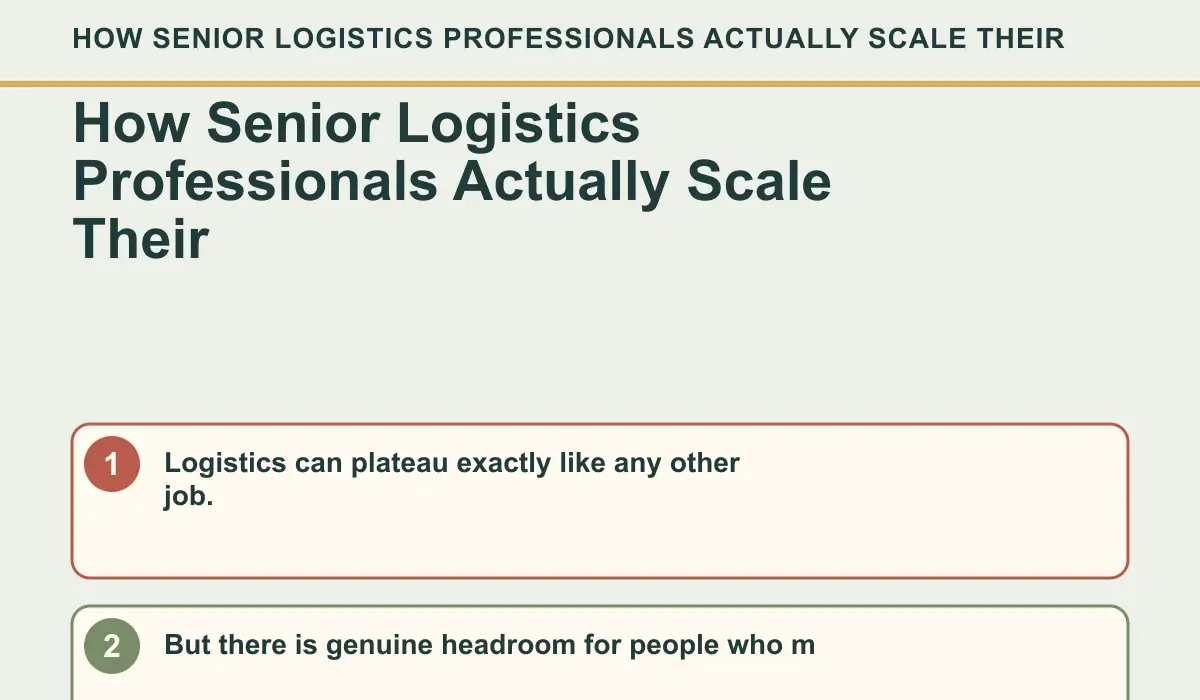 HOW SENIOR LOGISTICS PROFESSIONALS ACTUALLY SCALE THEIR
How Senior Logistics
Professionals Actually Scale
Their
1
Logistics can plateau exactly like any other
job.
2
But there is genuine headroom for people who m